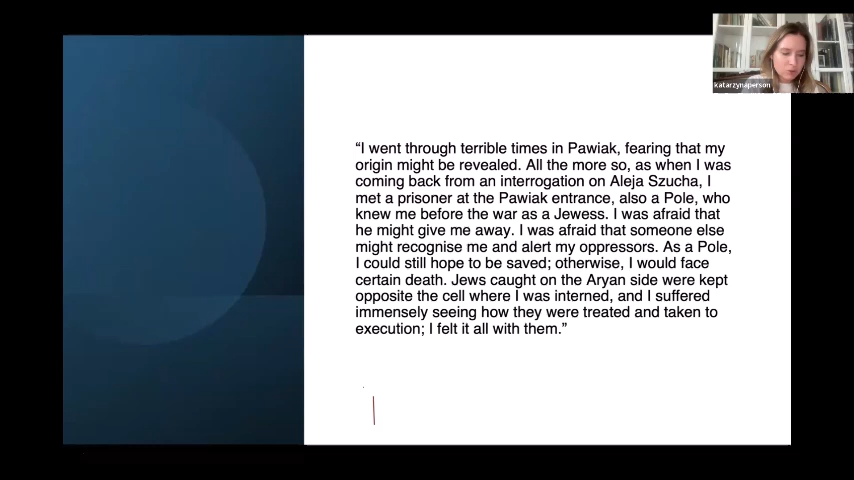 katarzynaperson
“I went through terrible times in Pawiak, fearing that my
origin might be revealed. All the more so, as when I was
coming back from an interrogation on Aleja Szucha, I
met a prisoner at the Pawiak entrance, also a Pole, who
knew me before the war as a Jewess. I was afraid that
he might give me away. I was afraid that someone else
might recognise me and alert my oppressors. As a Pole,
I could still hope to be saved; otherwise, I would face
certain death. Jews caught on the Aryan side were kept
opposite the cell where I was interned, and I suffered
immensely seeing how they were treated and taken to
execution; I felt it all with them.”